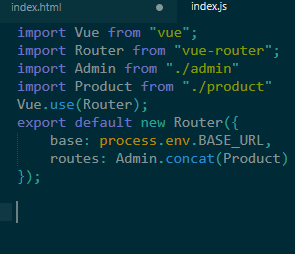 index.html
index.js
import Vue from "vue";
import Router from "vue-router";
import Admin from "./admin"
import Product from "./product"
Vue.use(Router);
export default new Router({
    base: process.env.BASE_URL,
    routes: Admin.concat(Product)
});